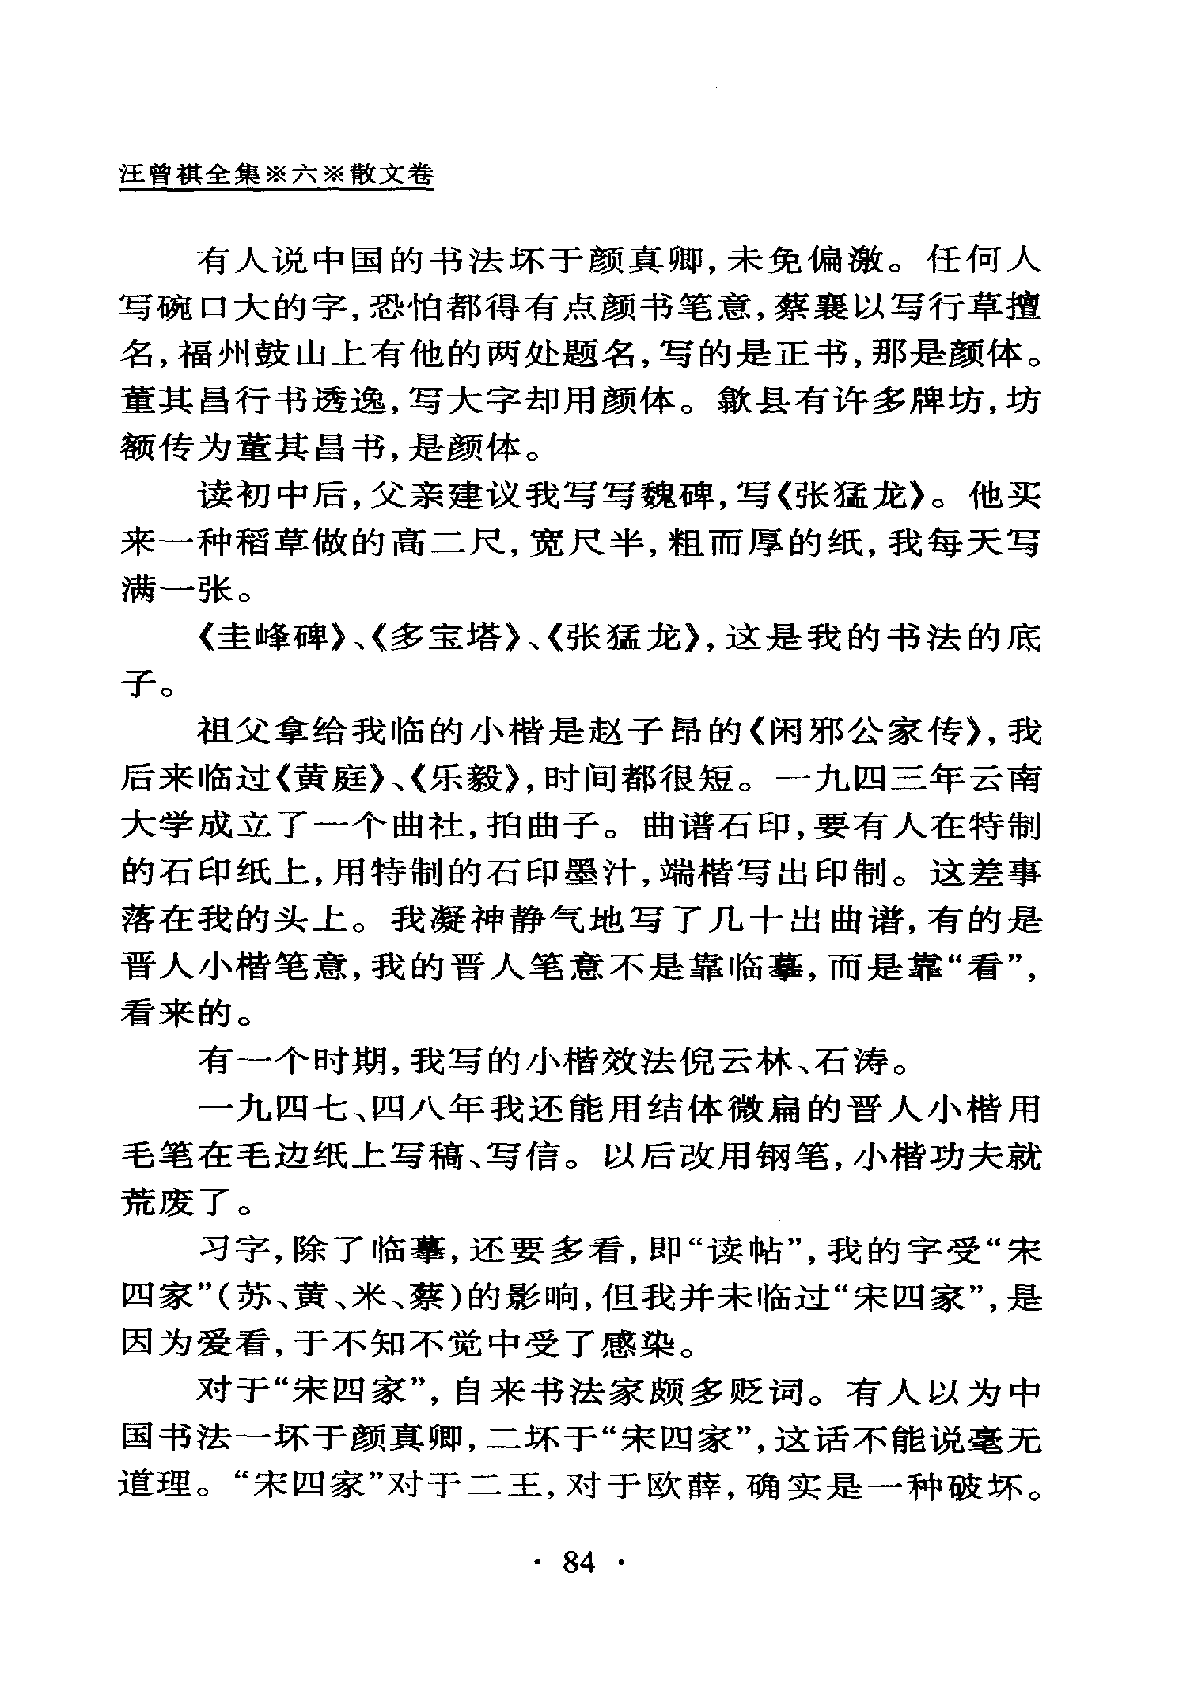 汪曾祺全集※六※散文卷
有人说中国的书法坏于颜真卿,未免偏激。任何人
写碗口大的字,恐怕都得有点颜书笔意,蔡襄以写行草擅
名,福州鼓山上有他的两处题名,写的是正书,那是颜体。
董其昌行书透逸,写大字却用颜体。歙县有许多牌坊,坊
额传为董其昌书,是颜体。
读初中后,父亲建议我写写魏碑,写《张猛龙》。他买
来一种稻草做的高二尺,宽尺半,粗而厚的纸,我每天写
满一张。
《圭峰碑》、《多宝塔》、《张猛龙》,这是我的书法的底
子。
祖父拿给我临的小楷是赵子昂的《闲邪公家传》,我
后来临过《黄庭》、《乐毅》,时间都很短。一九四三年云南
大学成立了一个曲社,拍曲子。曲谱石印,要有人在特制
的石印纸上,用特制的石印墨汁,端楷写出印制。这差事
落在我的头上。我凝神静气地写了几十出曲谱,有的是
晋人小楷笔意,我的晋人笔意不是靠临摹,而是靠“看”,
看来的。
有一个时期,我写的小楷效法倪云林、石涛。
一九四七、四八年我还能用结体微扁的晋人小楷用
毛笔在毛边纸上写稿、写信。以后改用钢笔,小楷功夫就
荒废了。
习字,除了临摹,还要多看,即“读帖”,我的字受“宋
四家”(苏、黄、米、蔡)的影响,但我并未临过“宋四家”,是
因为爱看,于不知不觉中受了感染。
对于“宋四家”,自来书法家颇多贬词。有人以为中
国书法一坏于颜真卿,二坏于“宋四家”,这话不能说毫无
道理。“宋四家”对于二王,对于欧薛,确实是一种破坏。
· 84 ·